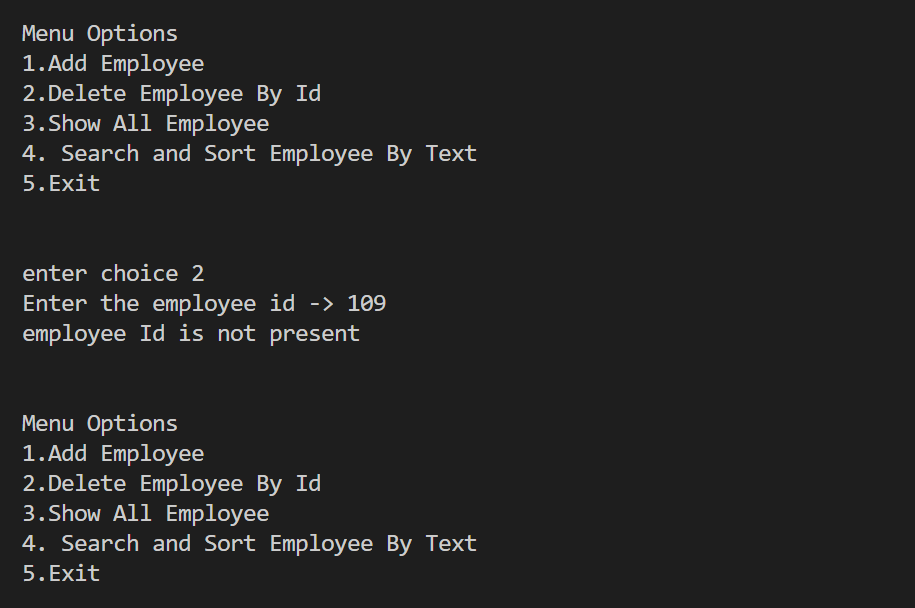 Menu Options
1.Add Employee
2.Delete Employee By Id
3.Show All Employee
4. Search and Sort Employee By Text
5.Exit
enter choice 2
Enter the employee id -> 109
employee Id is not present
Menu Options
1.Add Employee
2.Delete Employee By Id
3.Show All Employee
4. Search and Sort Employee By Text
5.Exit